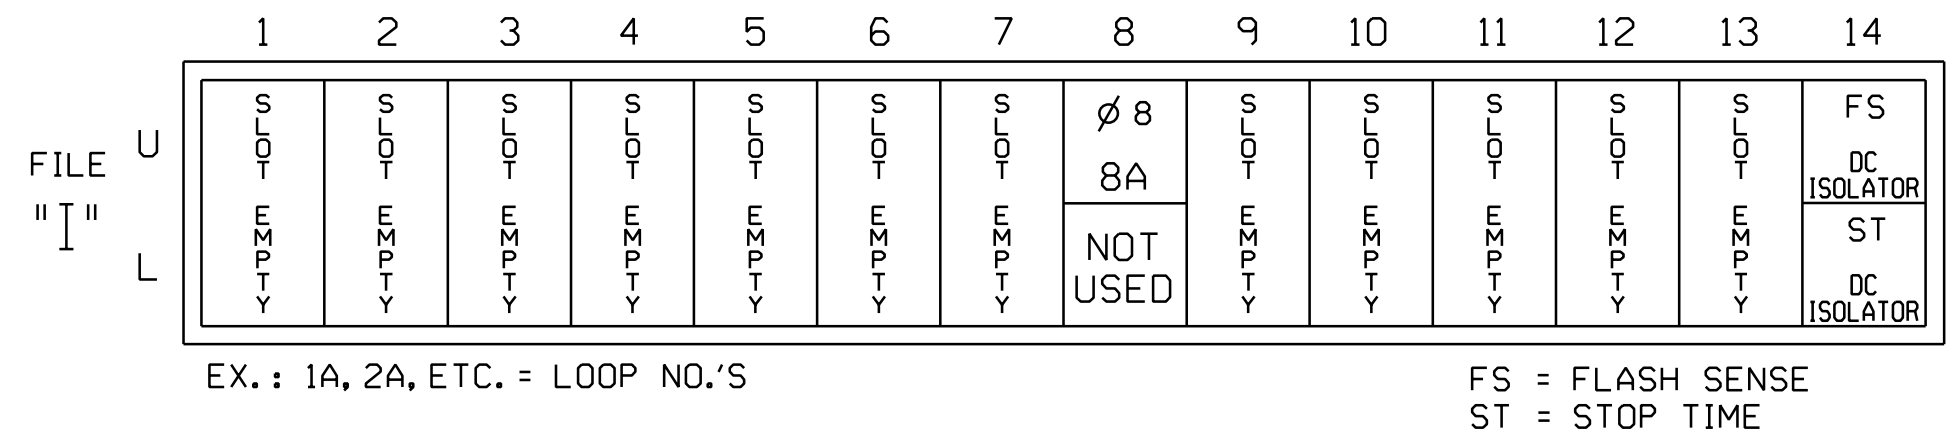 1 2 3 4 5 6 7 8 9 10 11 12 13 14
FILE
"I"
U
L
SLOT EMPTY
SLOT EMPTY
SLOT EMPTY
SLOT EMPTY
SLOT EMPTY
SLOT EMPTY
SLOT EMPTY
ø 8
8A
NOT
USED
SLOT EMPTY
SLOT EMPTY
SLOT EMPTY
SLOT EMPTY
SLOT EMPTY
FS
DC
ISOLATOR
ST
DC
ISOLATOR
EX.: 1A, 2A, ETC. = LOOP NO.'S
FS = FLASH SENSE
ST = STOP TIME